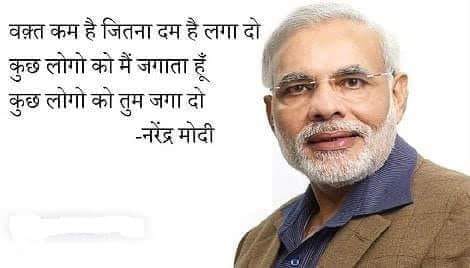 वक़्त कम है जितना दम है लगा दो
कुछ लोगो को मैं जगाता हूँ
कुछ लोगो को तुम जगा दो
-नरेंद्र मोदी